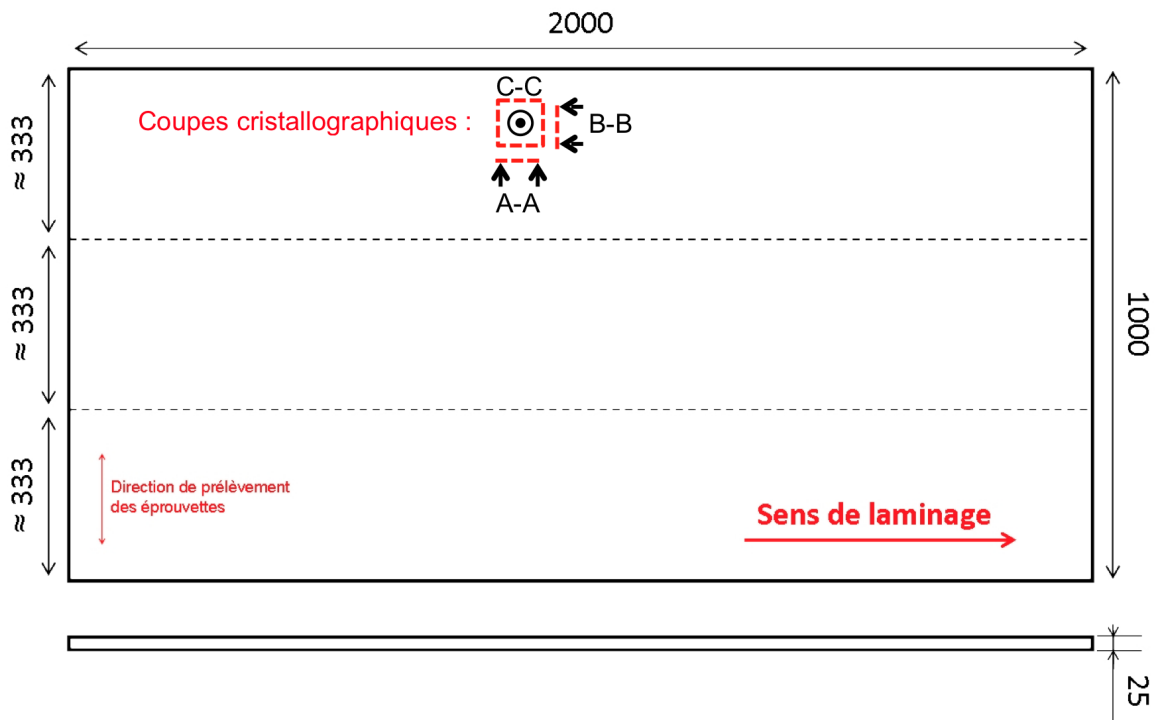 2000
C-C
Coupes cristallographiques :
B-B
A-A
≈ 333
≈ 333
≈ 333
1000
Direction de prélèvement
des éprouvettes
Sens de laminage
25